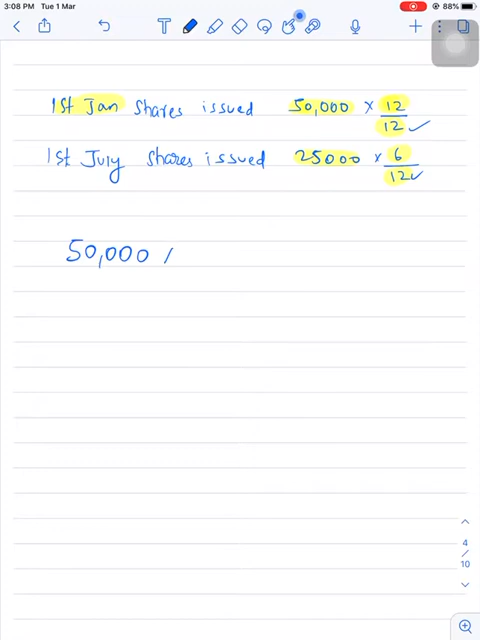 3:08 PM Tue 1 Mar 88%
1st Jan shares issued 50,000 × 12/12 ✓
1st July shares issued 25000 × 6/12 ✓
50,000 /
4
/
10